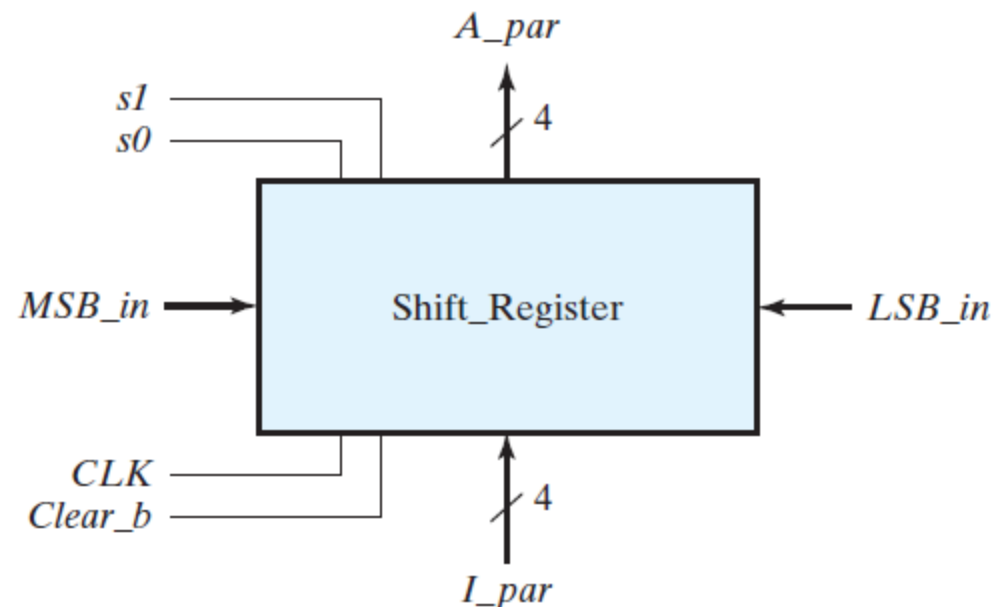 A_par
s1
4
s0
MSB_in
Shift_Register
LSB_in
CLK
4
Clear_b
I_par